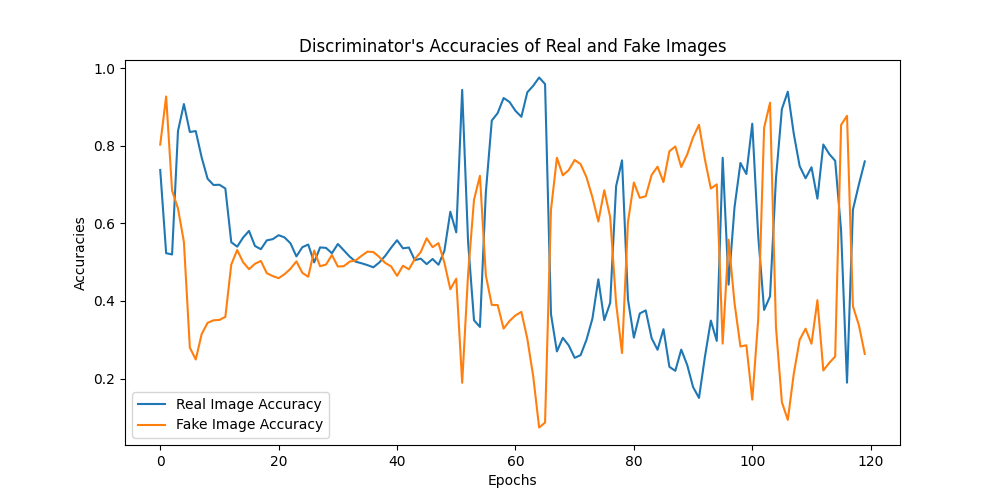 Discriminator's Accuracies of Real and Fake Images
1.0
0.8
0.6
0.4
0.2
Accuracies
Real Image Accuracy
Fake Image Accuracy
0 20 40 60 80 100 120
Epochs